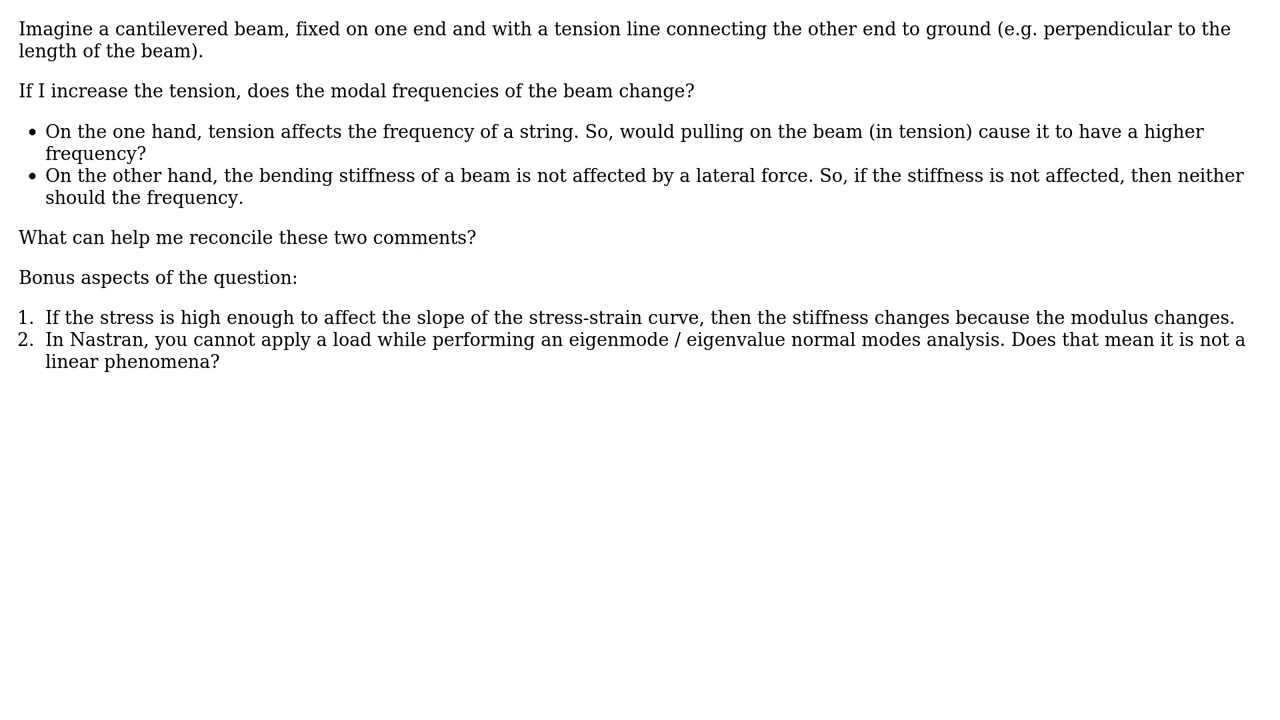 Imagine a cantilevered beam, fixed on one end and with a tension line connecting the other end to ground (e.g. perpendicular to the
length of the beam).
If I increase the tension, does the modal frequencies of the beam change?
• On the one hand, tension affects the frequency of a string. So, would pulling on the beam (in tension) cause it to have a higher
frequency?
• On the other hand, the bending stiffness of a beam is not affected by a lateral force. So, if the stiffness is not affected, then neither
should the frequency.
What can help me reconcile these two comments?
Bonus aspects of the question:
1. If the stress is high enough to affect the slope of the stress-strain curve, then the stiffness changes because the modulus changes.
2. In Nastran, you cannot apply a load while performing an eigenmode / eigenvalue normal modes analysis. Does that mean it is not a
linear phenomena?